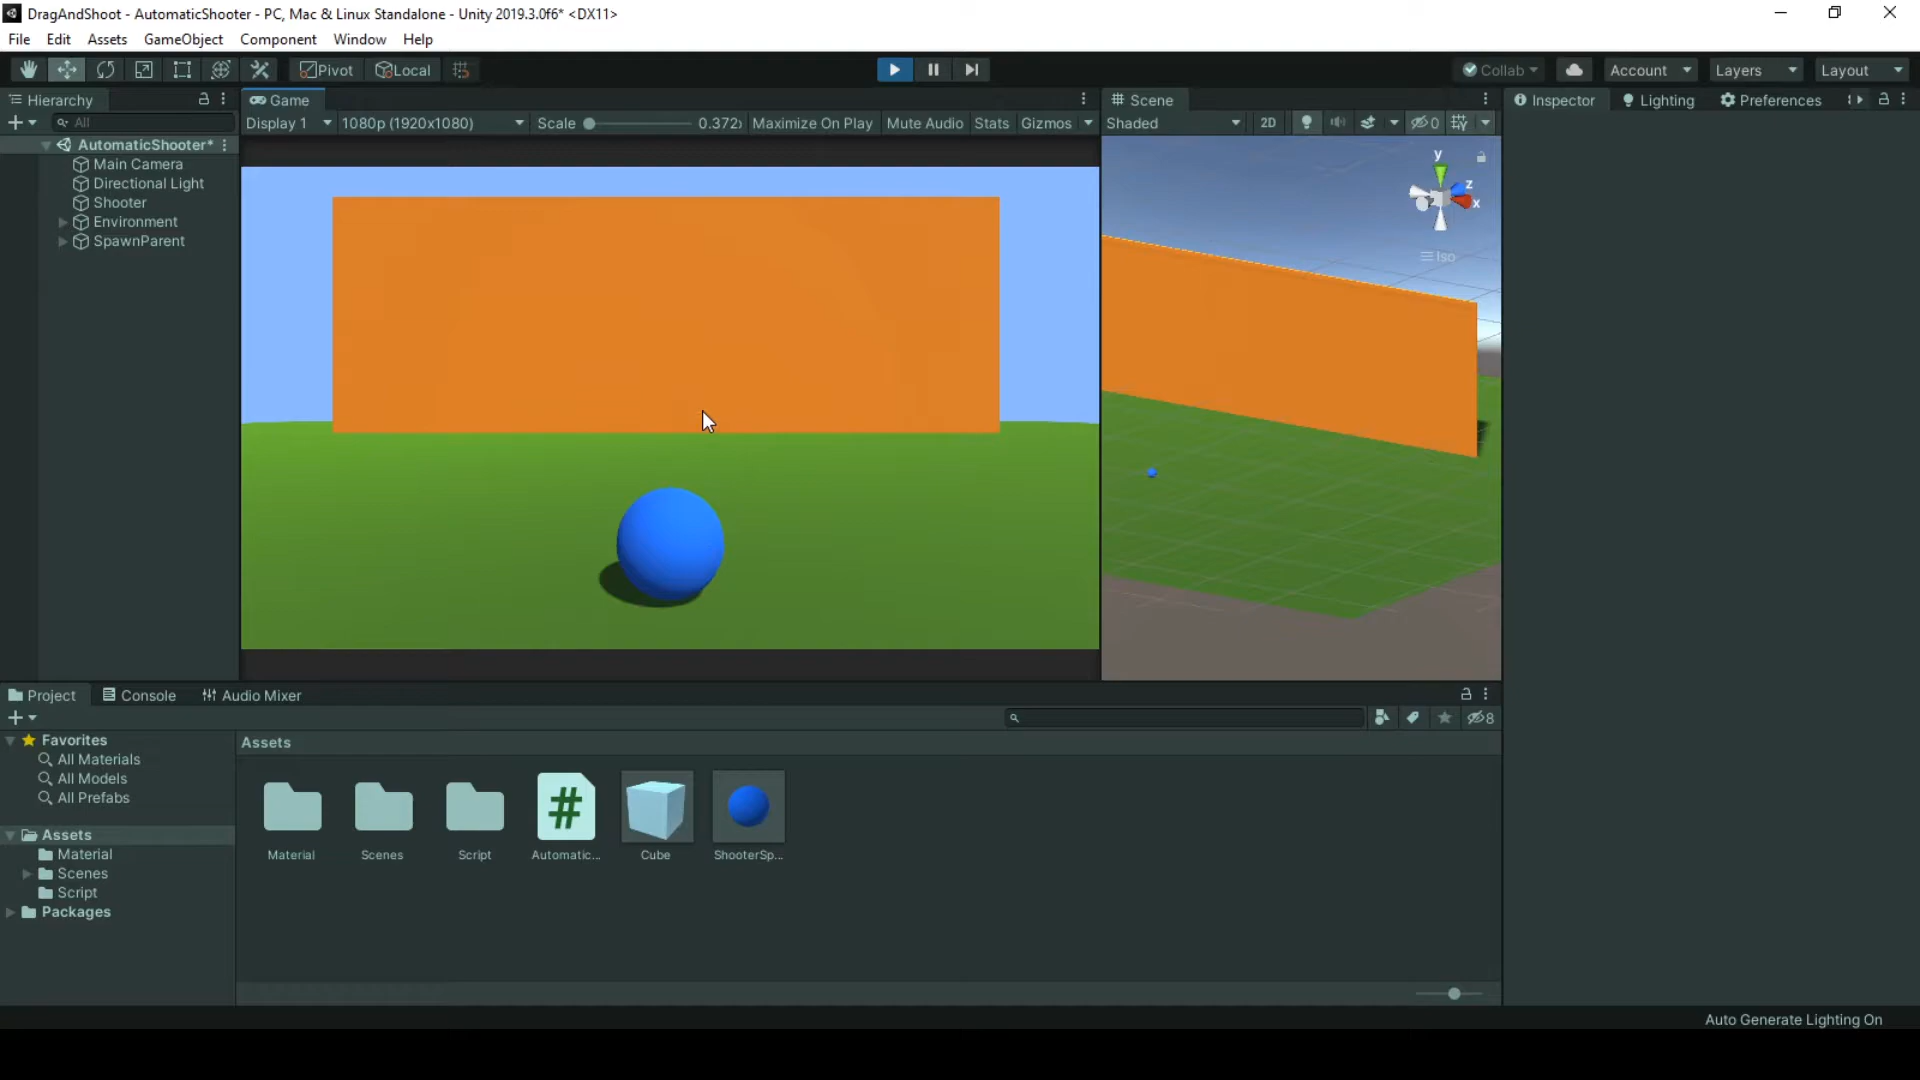 DragAndShoot - AutomaticShooter - PC, Mac & Linux Standalone - Unity 2019.3.0f6* <DX11>
File Edit Assets GameObject Component Window Help
Pivot Local Collab Account Layers Layout
Hierarchy Game Scene Inspector Lighting Preferences
All Display 1 1080p (1920x1080) Scale 0.372) Maximize On Play Mute Audio Stats Gizmos Shaded 2D 0
AutomaticShooter*
Main Camera
Directional Light
Shooter
Environment
SpawnParent
y
z
x
Iso
Project Console Audio Mixer
8
Favorites
All Materials
All Models
All Prefabs
Assets
Material
Scenes
Script
Packages
Assets
#
Material Scenes Script Automatic... Cube ShooterSp...
Auto Generate Lighting On